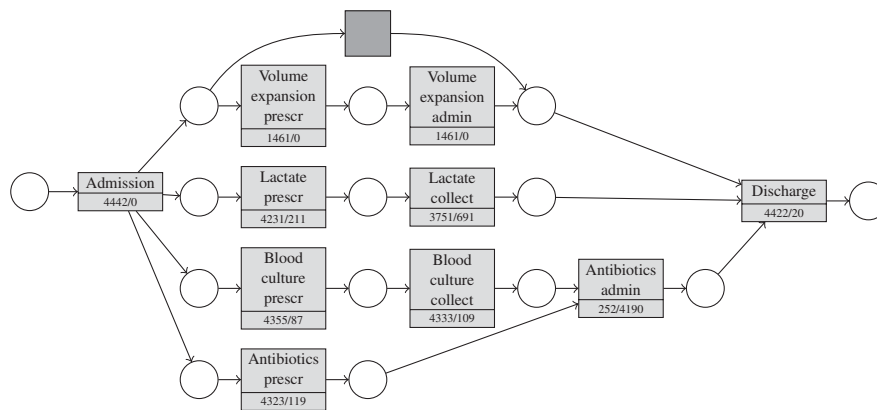 Volume
expansion
prescr
1461/0
Volume
expansion
admin
1461/0
Admission
4442/0
Lactate
prescr
4231/211
Lactate
collect
3751/691
Discharge
4422/20
Blood
culture
prescr
4355/87
Blood
culture
collect
4333/109
Antibiotics
admin
252/4190
Antibiotics
prescr
4323/119